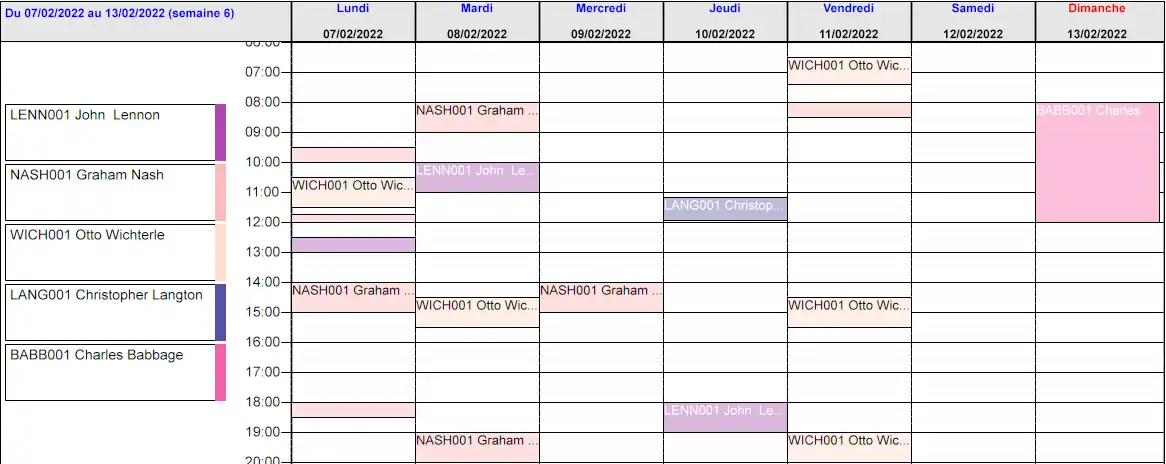 Du 07/02/2022 au 13/02/2022 (semaine 6)
Lundi Mardi Mercredi Jeudi Vendredi Samedi Dimanche
07/02/2022 08/02/2022 09/02/2022 10/02/2022 11/02/2022 12/02/2022 13/02/2022
06:00
WICH001 Otto Wic...
07:00
08:00
LENN001 John Lennon
NASH001 Graham ...
BABB001 Charles
09:00
10:00
NASH001 Graham Nash
LENN001 John Le...
WICH001 Otto Wic...
11:00
LANG001 Christop...
12:00
WICH001 Otto Wichterle
13:00
14:00
LANG001 Christopher Langton
NASH001 Graham ...
NASH001 Graham ...
WICH001 Otto Wic...
WICH001 Otto Wic...
15:00
16:00
BABB001 Charles Babbage
17:00
18:00
LENN001 John Le...
19:00
NASH001 Graham ...
WICH001 Otto Wic...
20:00